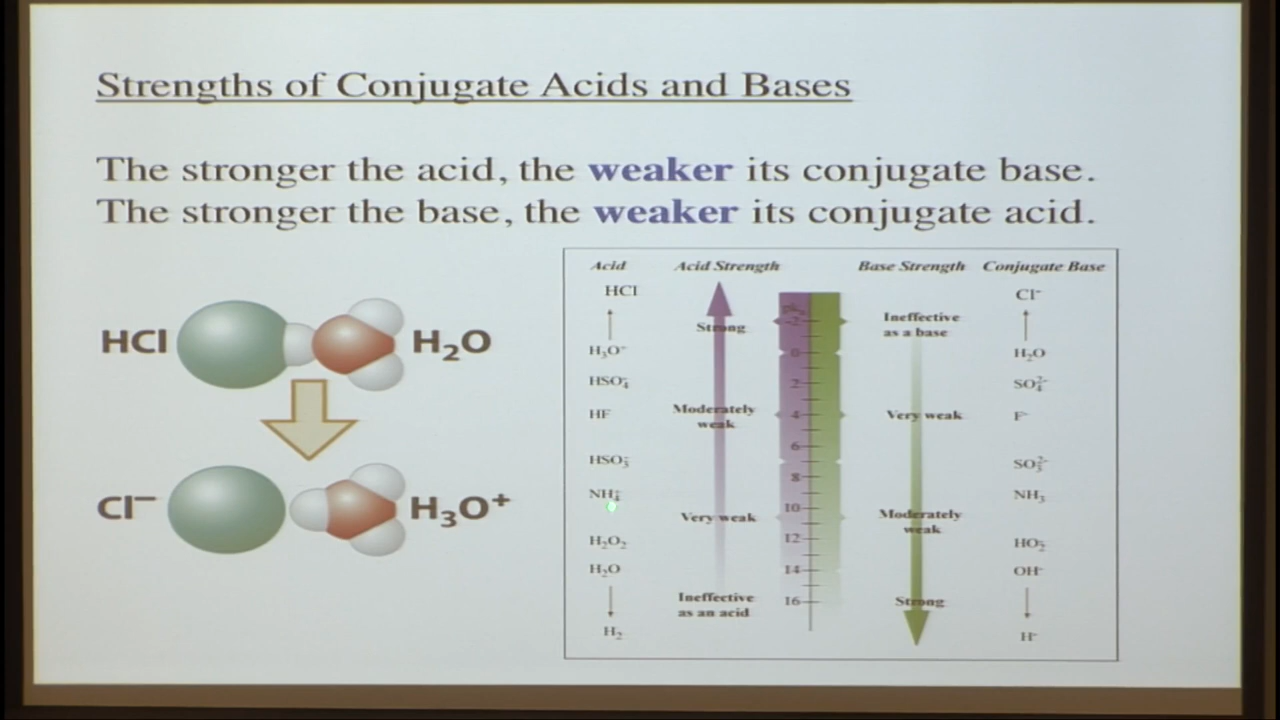 Strengths of Conjugate Acids and Bases
The stronger the acid, the weaker its conjugate base.
The stronger the base, the weaker its conjugate acid.
HCl
H₂O
Cl⁻
H₃O⁺
Acid Acid Strength Base Strength Conjugate Base
HCl
H₃O⁺
HSO₄⁻
HF
HSO₃⁻
NH₄⁺
H₂O₂
H₂O
H₂
Strong
Moderately
weak
Very weak
Ineffective
as an acid
-2
0
2
4
6
8
10
12
14
16
Ineffective
as a base
Very weak
Moderately
weak
Strong
Cl⁻
H₂O
SO₄²⁻
F⁻
SO₃²⁻
NH₃
HO₂⁻
OH⁻
H⁻